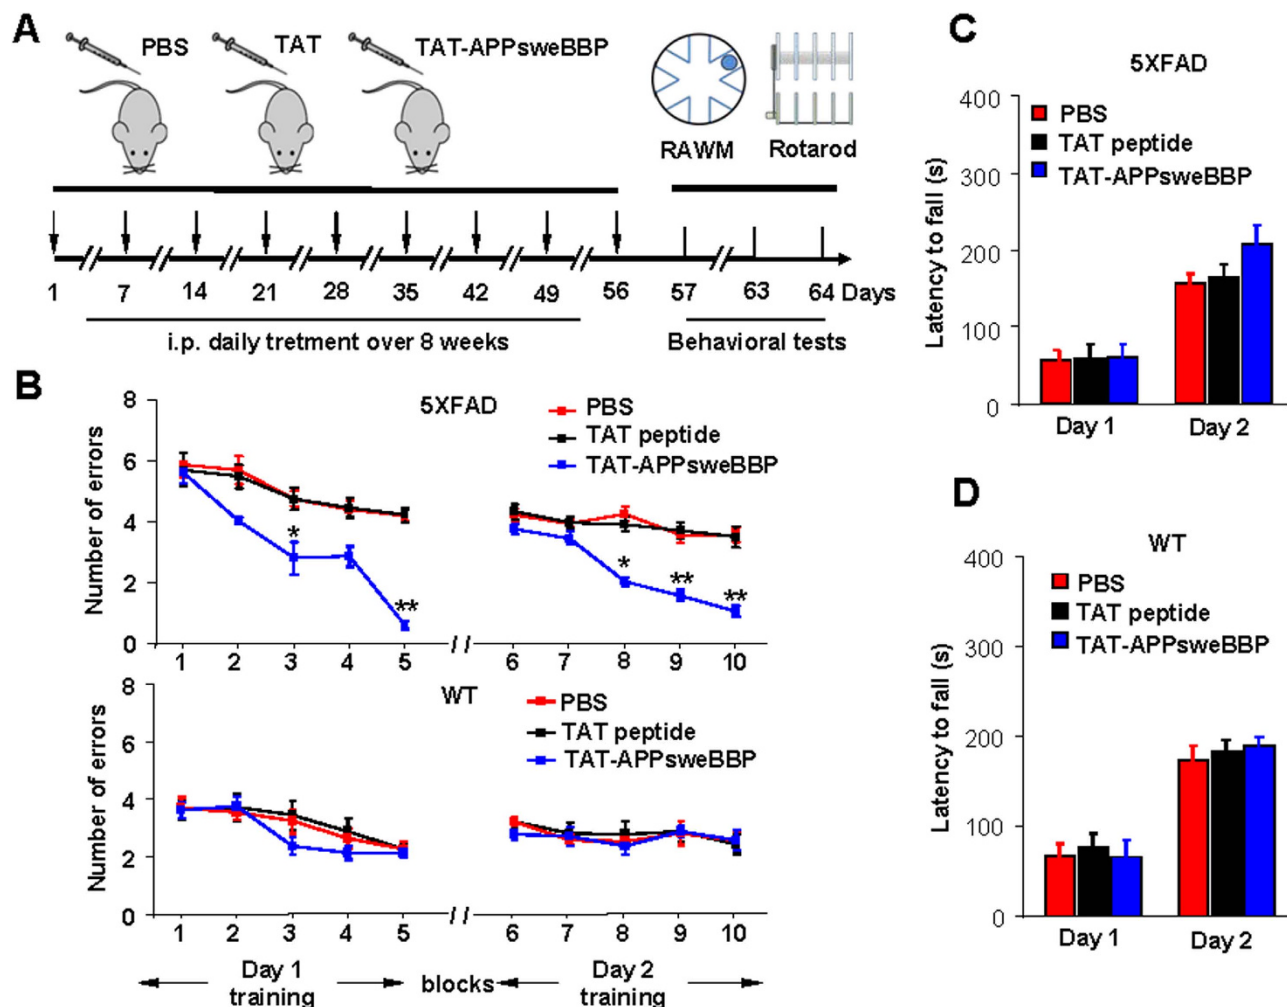 A
PBS
TAT
TAT-APPsweBBP
RAWM
Rotarod
1 7 14 21 28 35 42 49 56 57 63 64 Days
i.p. daily tretment over 8 weeks
Behavioral tests
B
Number of errors
8
6
4
2
0
5XFAD
PBS
TAT peptide
TAT-APPsweBBP
*
**
*
**
**
1 2 3 4 5 // 6 7 8 9 10
Number of errors
8
6
4
2
0
WT
PBS
TAT peptide
TAT-APPsweBBP
1 2 3 4 5 // 6 7 8 9 10
Day 1
training
blocks
Day 2
training
C
5XFAD
Latency to fall (s)
400
300
200
100
0
PBS
TAT peptide
TAT-APPsweBBP
Day 1
Day 2
D
WT
Latency to fall (s)
400
300
200
100
0
PBS
TAT peptide
TAT-APPsweBBP
Day 1
Day 2